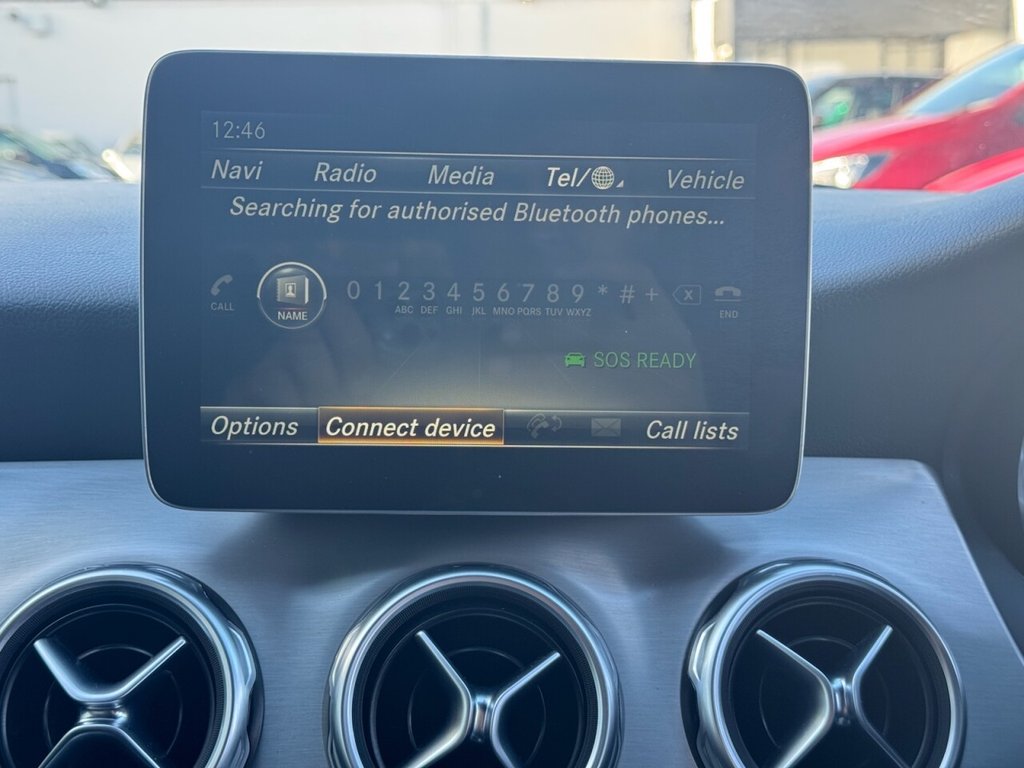 12:46
Navi Radio Media Tel/ Vehicle
Searching for authorised Bluetooth phones...
0 1 2 3 4 5 6 7 8 9 * # +
CALL NAME ABC DEF GHI JKL MNO PQRS TUV WXYZ X END
SOS READY
Options Connect device Call lists